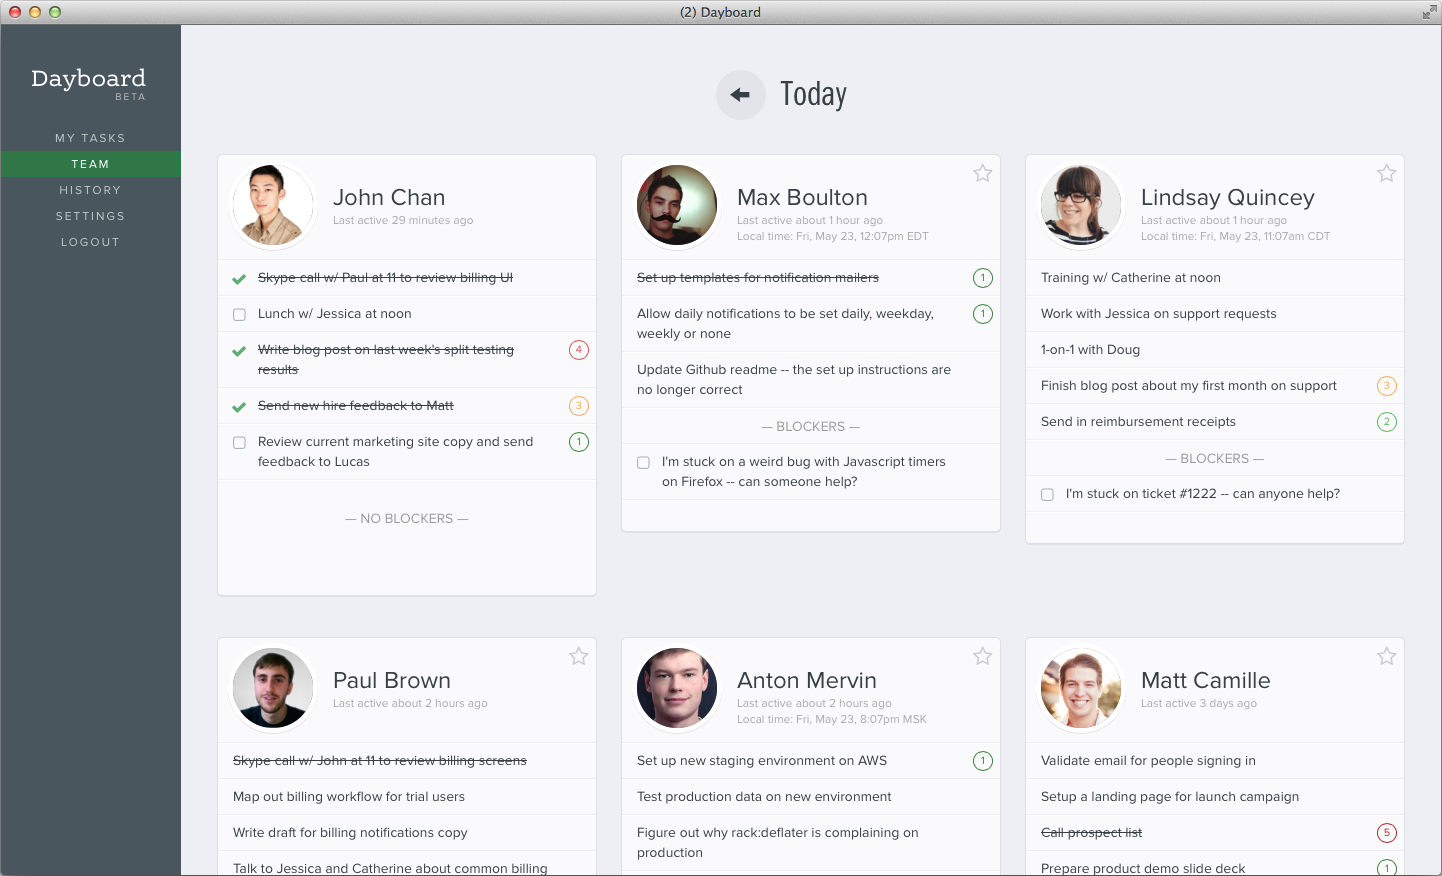 (2) Dayboard
Dayboard
BETA
MY TASKS
TEAM
HISTORY
SETTINGS
LOGOUT
Today
John Chan
Last active 29 minutes ago
Skype call w/ Paul at 11 to review billing UI
Lunch w/ Jessica at noon
Write blog post on last week's split testing
results
4
Send new hire feedback to Matt
3
Review current marketing site copy and send
feedback to Lucas
1
— NO BLOCKERS —
Max Boulton
Last active about 1 hour ago
Local time: Fri, May 23, 12:07pm EDT
Set up templates for notification mailers
1
Allow daily notifications to be set daily, weekday,
weekly or none
1
Update Github readme -- the set up instructions are
no longer correct
— BLOCKERS —
I'm stuck on a weird bug with Javascript timers
on Firefox -- can someone help?
Lindsay Quincey
Last active about 1 hour ago
Local time: Fri, May 23, 11:07am CDT
Training w/ Catherine at noon
Work with Jessica on support requests
1-on-1 with Doug
Finish blog post about my first month on support
3
Send in reimbursement receipts
2
— BLOCKERS —
I'm stuck on ticket #1222 -- can anyone help?
Paul Brown
Last active about 2 hours ago
Skype call w/ John at 11 to review billing screens
Map out billing workflow for trial users
Write draft for billing notifications copy
Talk to Jessica and Catherine about common billing
Anton Mervin
Last active about 2 hours ago
Local time: Fri, May 23, 8:07pm MSK
Set up new staging environment on AWS
1
Test production data on new environment
Figure out why rack:deflater is complaining on
production
Matt Camille
Last active 3 days ago
Validate email for people signing in
Setup a landing page for launch campaign
Call prospect list
5
Prepare product demo slide deck
1